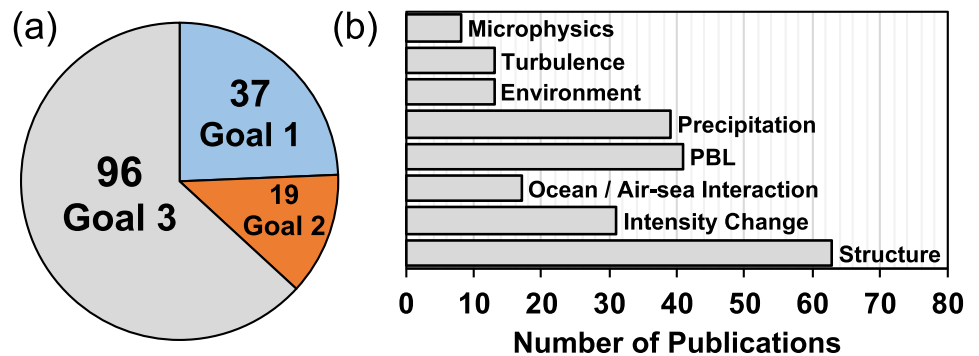 (a)
37
Goal 1
19
Goal 2
96
Goal 3
(b)
Microphysics
Turbulence
Environment
Precipitation
PBL
Ocean / Air-sea Interaction
Intensity Change
Structure
0 10 20 30 40 50 60 70 80
Number of Publications